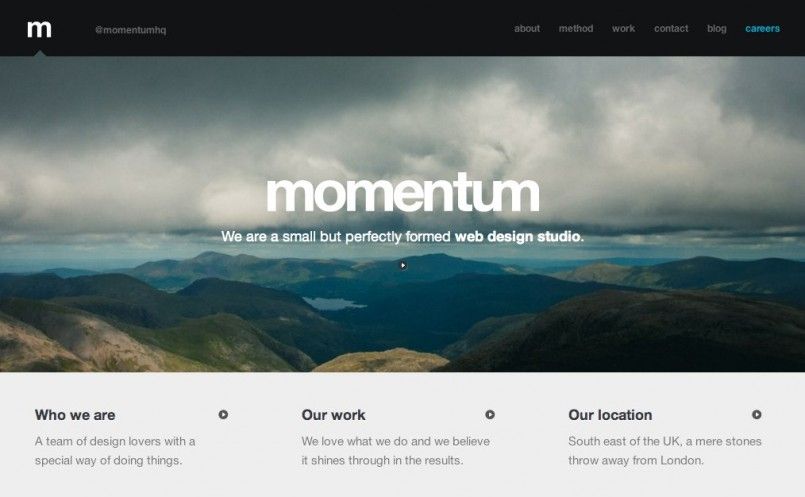 m
@momentumhq
about
method
work
contact
blog
careers
momentum
We are a small but perfectly formed web design studio.
Who we are
A team of design lovers with a
special way of doing things.
Our work
We love what we do and we believe
it shines through in the results.
Our location
South east of the UK, a mere stones
throw away from London.